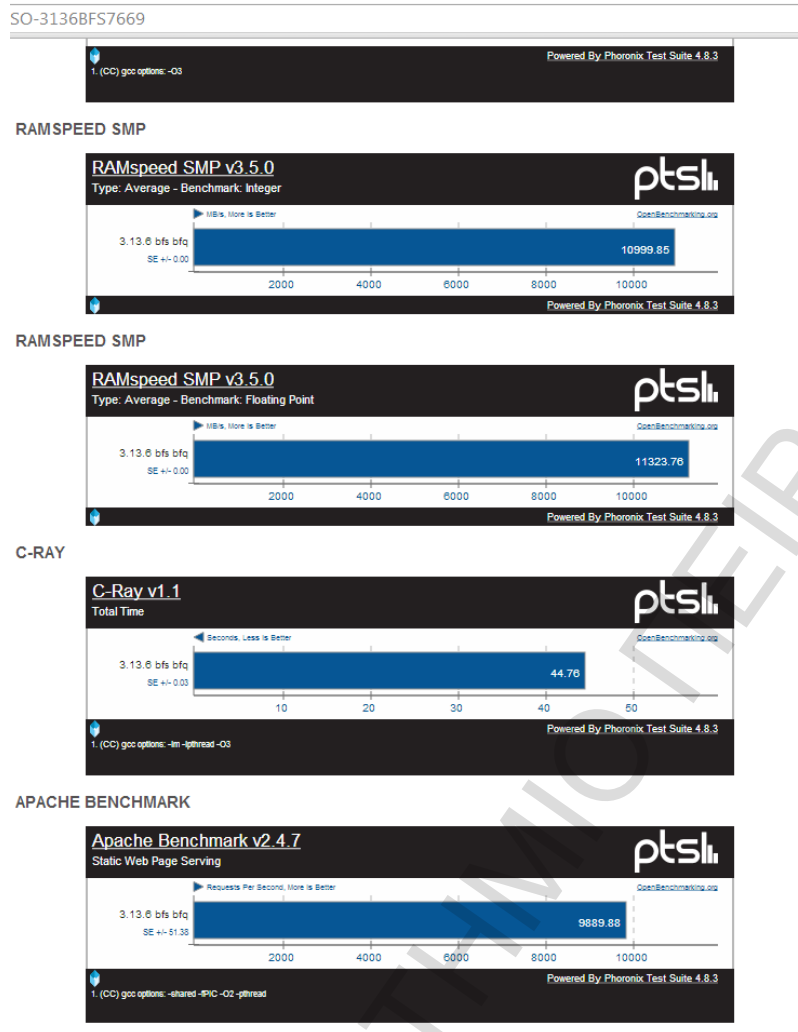 SO-3136BFS7669
Powered By Phoronix Test Suite 4.8.3
1. (CC) gcc options: -O3
RAMSPEED SMP
RAMspeed SMP v3.5.0
Type: Average - Benchmark: Integer
ptsl
MB/s, More Is Better
OpenBenchmarking.org
3.13.6 bfs bfq
SE +/- 0.00
10999.85
2000 4000 6000 8000 10000
Powered By Phoronix Test Suite 4.8.3
RAMSPEED SMP
RAMspeed SMP v3.5.0
Type: Average - Benchmark: Floating Point
ptsl
MB/s, More Is Better
OpenBenchmarking.org
3.13.6 bfs bfq
SE +/- 0.00
11323.76
2000 4000 6000 8000 10000
Powered By Phoronix Test Suite 4.8.3
C-RAY
C-Ray v1.1
Total Time
ptsl
Seconds, Less Is Better
OpenBenchmarking.org
3.13.6 bfs bfq
SE +/- 0.03
44.76
10 20 30 40 50
Powered By Phoronix Test Suite 4.8.3
1. (CC) gcc options: -lm -lpthread -O3
APACHE BENCHMARK
Apache Benchmark v2.4.7
Static Web Page Serving
ptsl
Requests Per Second, More Is Better
OpenBenchmarking.org
3.13.6 bfs bfq
SE +/- 51.38
9889.88
2000 4000 6000 8000 10000
Powered By Phoronix Test Suite 4.8.3
1. (CC) gcc options: -shared -fPIC -O2 -pthread